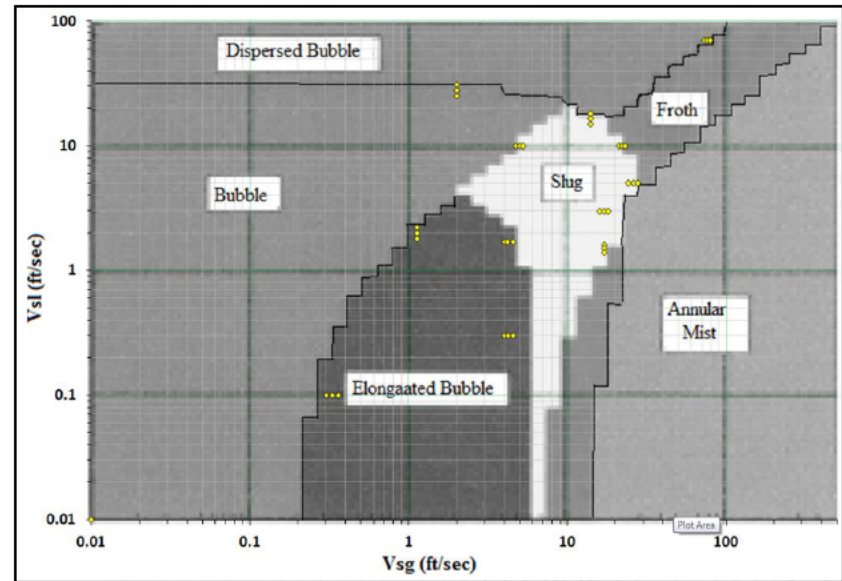 100
Dispersed Bubble
Froth
10
Slug
Bubble
Vsl (ft/sec)
1
Annular
Mist
0.1
Elongaated Bubble
0.01
Plot Area
0.01
0.1
1
10
100
Vsg (ft/sec)